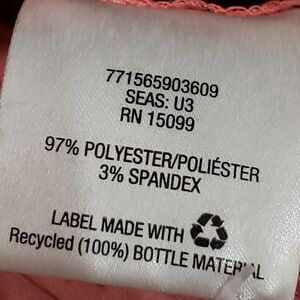 771565903609
SEAS: U3
RN 15099
97% POLYESTER/POLIÉSTER
3% SPANDEX
LABEL MADE WITH
Recycled (100%) BOTTLE MATERIAL